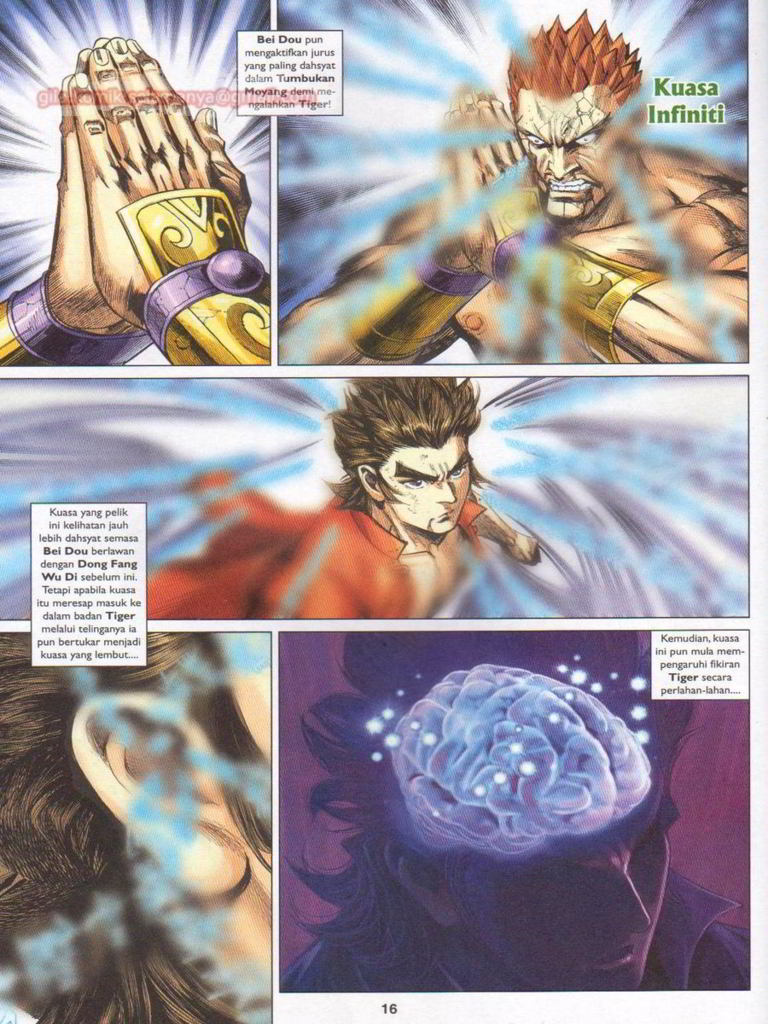 Bei Dou pun
mengaktifkan jurus
yang paling dahsyat
dalam Tumbukan
Moyang demi me-
ngalahkan Tiger!
Kuasa
Infiniti
Kuasa yang pelik
ini kelihatan jauh
lebih dahsyat semasa
Bei Dou berlawan
dengan Dong Fang
Wu Di sebelum ini.
Tetapi apabila kuasa
itu meresap masuk ke
dalam badan Tiger
melalui telinganya ia
pun bertukar menjadi
kuasa yang lembut....
Kemudian, kuasa
ini pun mula mem-
pengaruhi fikiran
Tiger secara
perlahan-lahan....
16